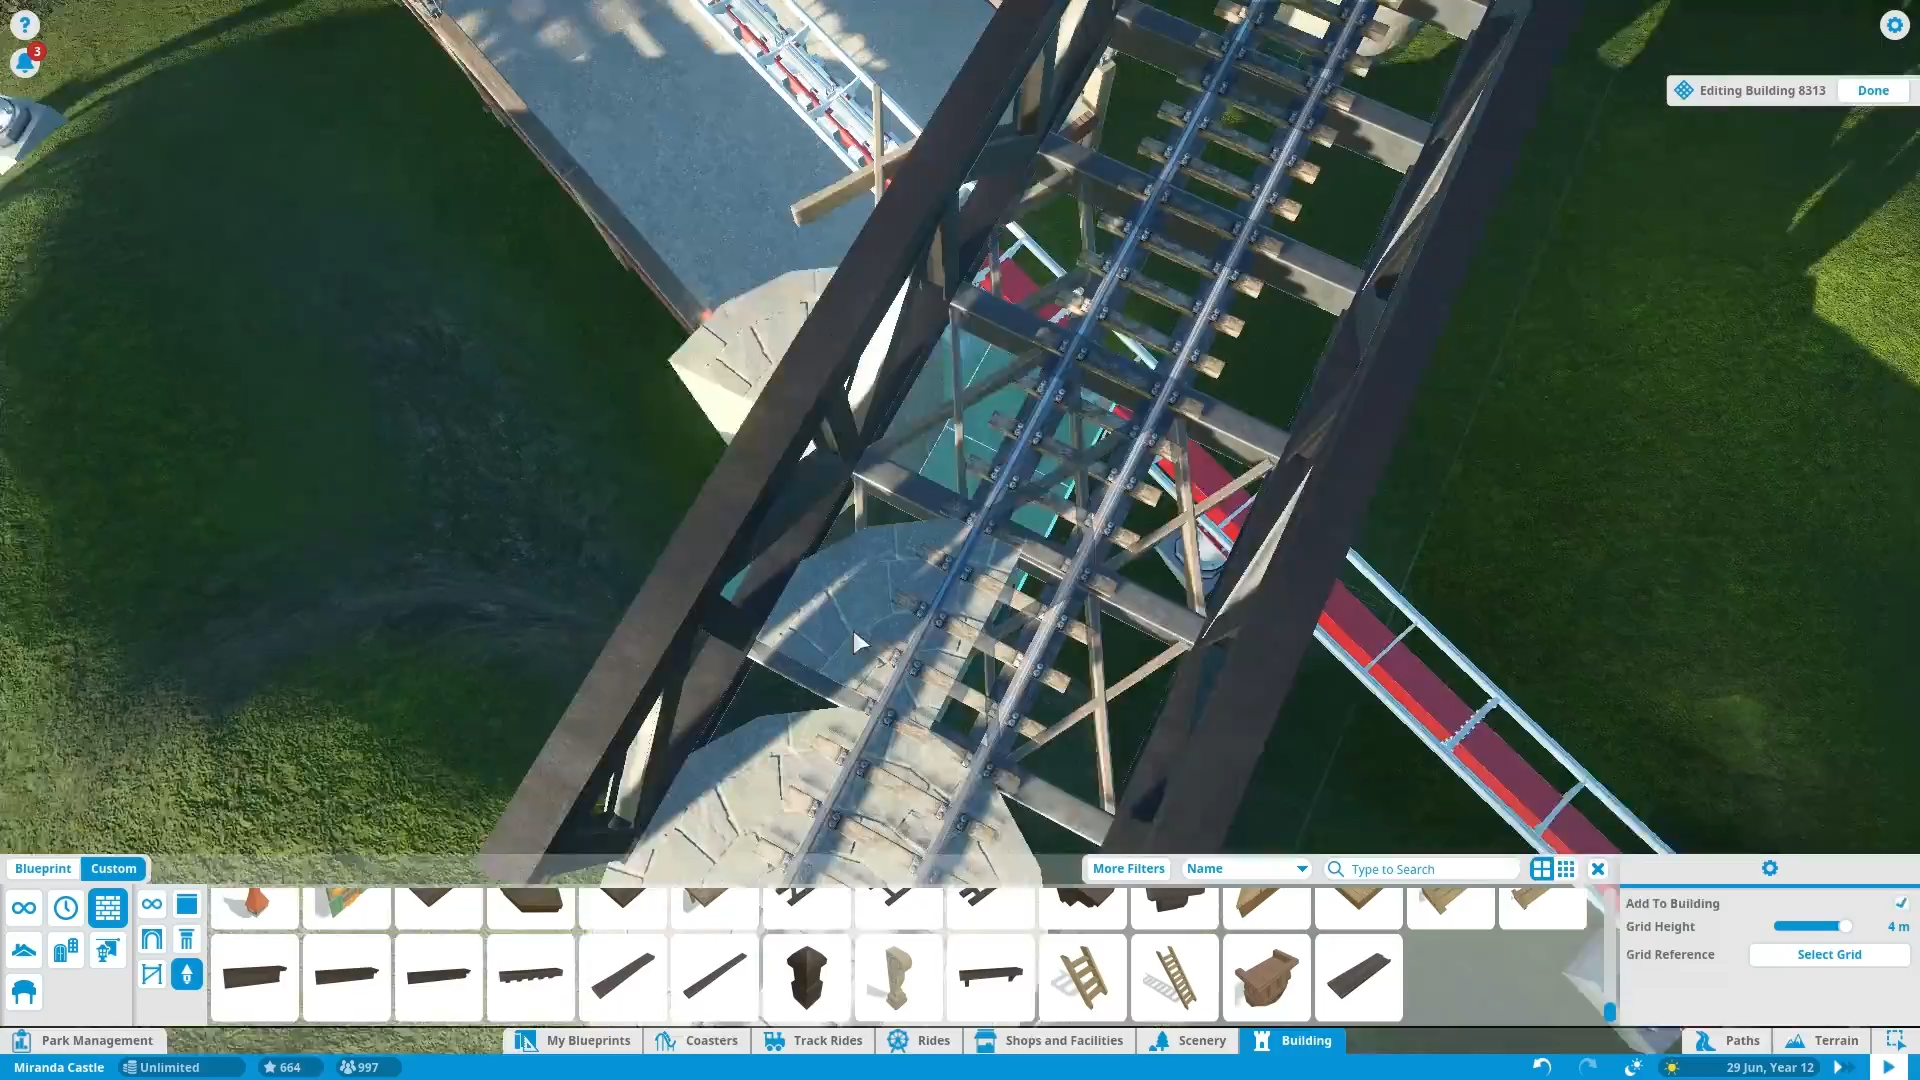 ?
3
Editing Building 8313
Done
Blueprint
Custom
More Filters
Name
Type to Search
Add To Building
Grid Height
4 m
Grid Reference
Select Grid
Park Management
My Blueprints
Coasters
Track Rides
Rides
Shops and Facilities
Scenery
Building
Paths
Terrain
Miranda Castle
Unlimited
664
997
29 Jun, Year 12